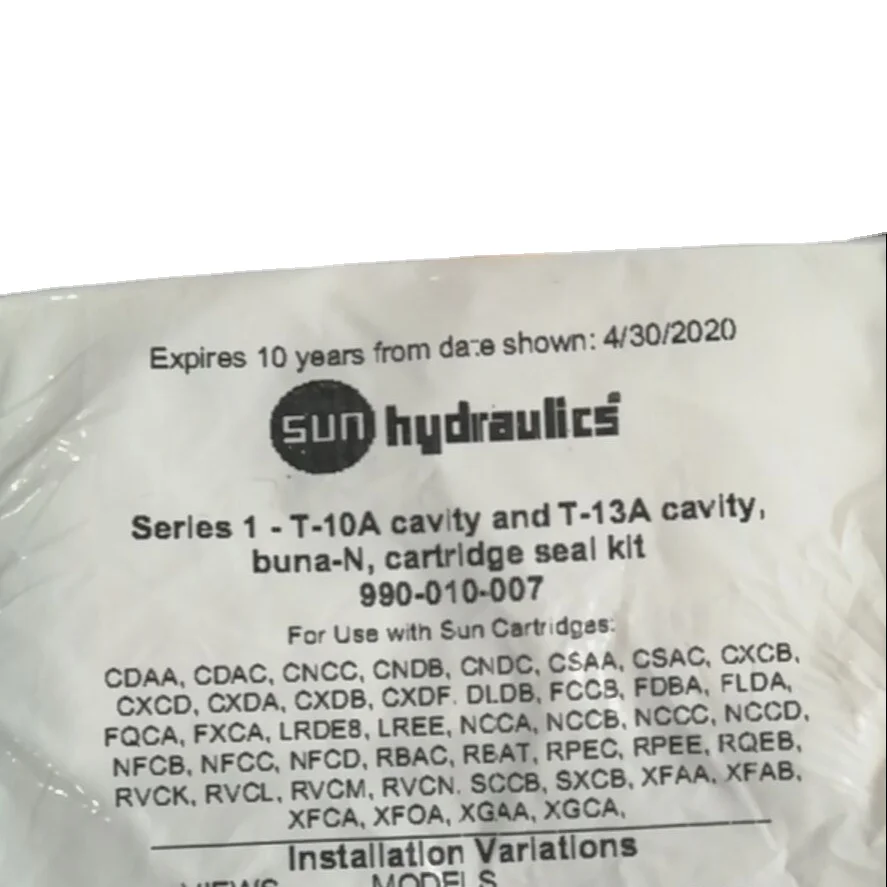 Expires 10 years from date shown: 4/30/2020
sun hydraulics
Series 1 - T-10A cavity and T-13A cavity,
buna-N, cartridge seal kit
990-010-007
For Use with Sun Cartridges:
CDAA, CDAC, CNCC, CNDB, CNDC, CSAA, CSAC, CXCB,
CXCD, CXDA, CXDB, CXDF, DLDB, FCCB, FDBA, FLDA,
FQCA, FXCA, LRDE8, LREE, NCCA, NCCB, NCCC, NCCD,
NFCB, NFCC, NFCD, RBAC, RBAT, RPEC, RPEE, RQEB,
RVCK, RVCL, RVCM, RVCN, SCCB, SXCB, XFAA, XFAB,
XFCA, XFOA, XGAA, XGCA,
Installation Variations
VIEWS MODELS